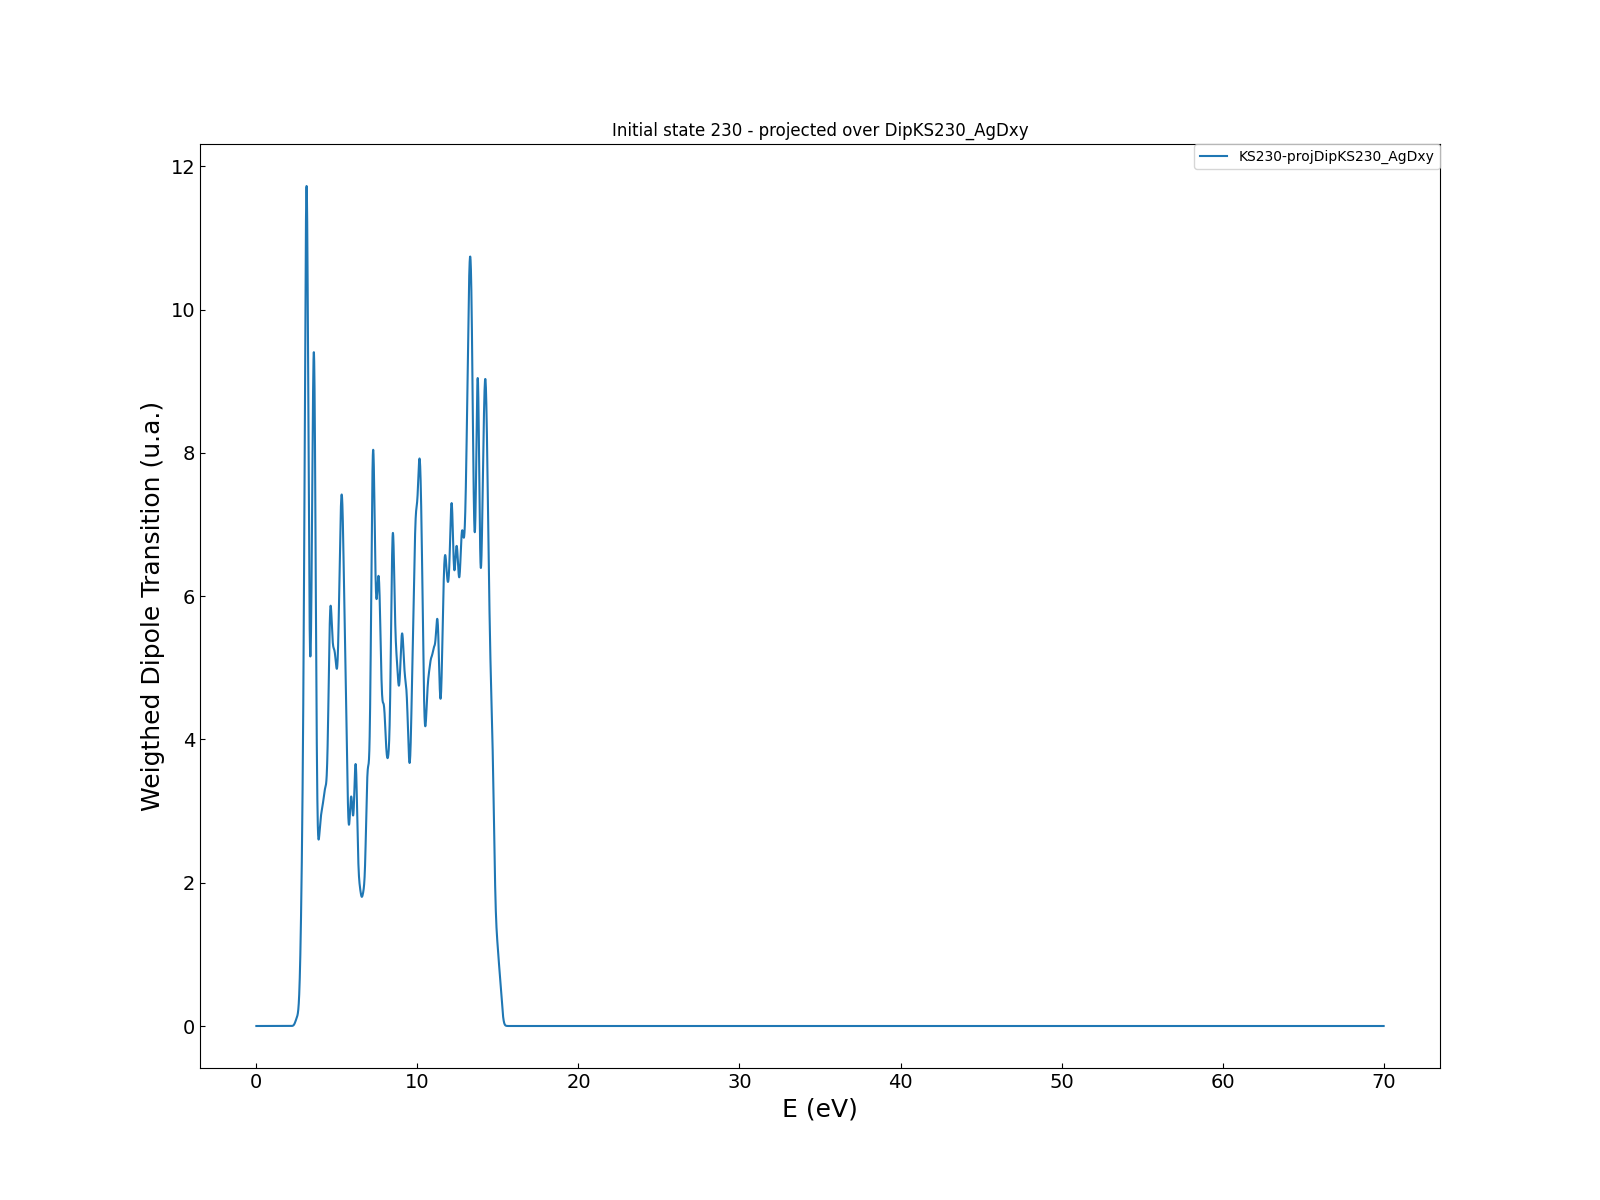 Initial state 230 - projected over DipKS230_AgDxy
KS230-projDipKS230_AgDxy
12
10
8
6
4
2
0
Weigthed Dipole Transition (u.a.)
0 10 20 30 40 50 60 70
E (eV)